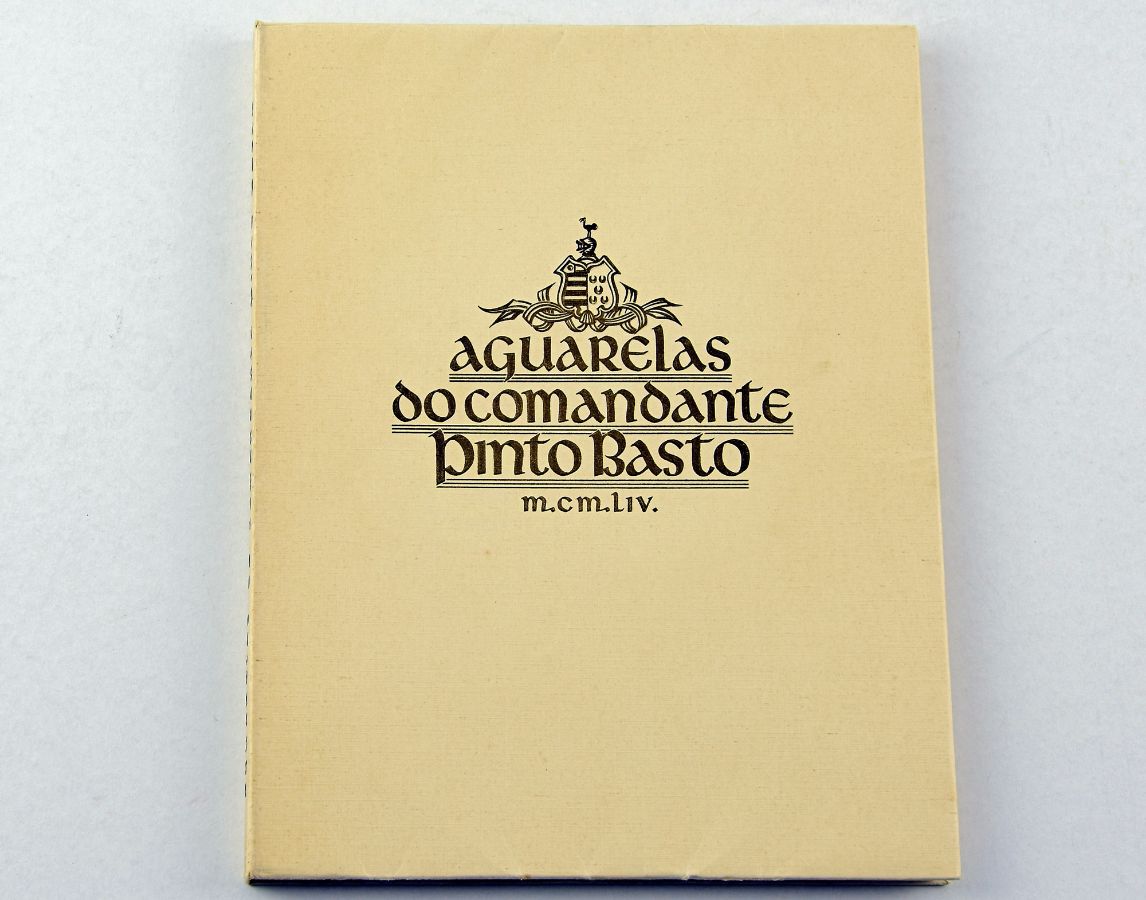 aguarelas
do comandante
Pinto Basto
m.cm.liv.